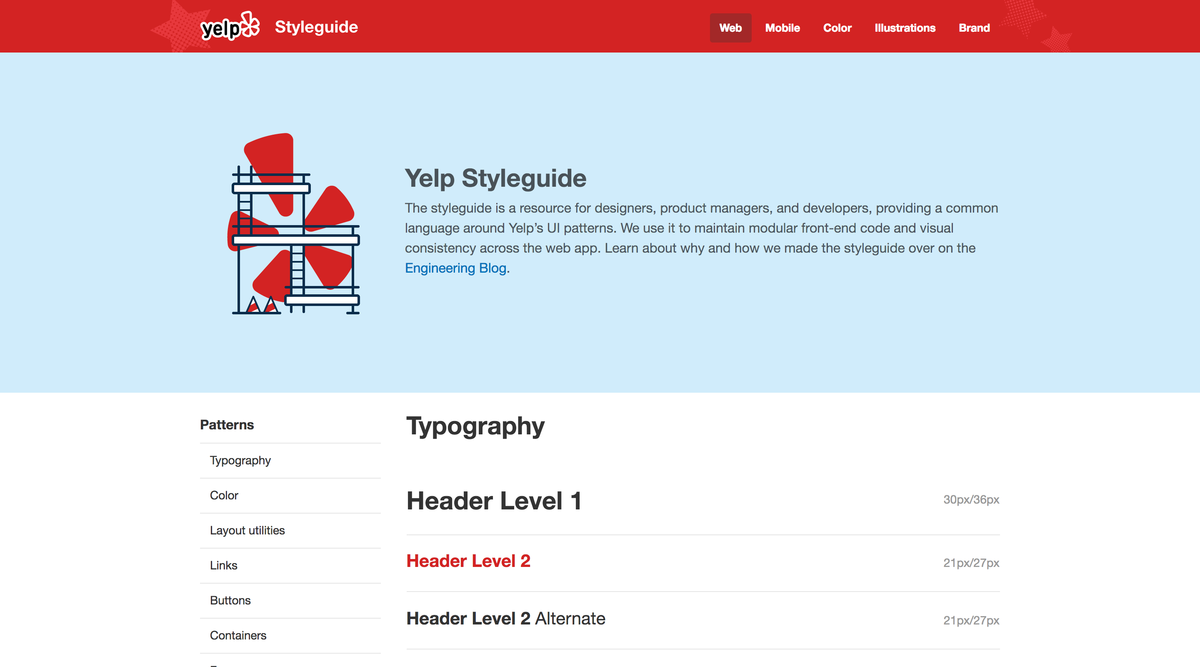 yelp Styleguide
Web Mobile Color Illustrations Brand
Yelp Styleguide
The styleguide is a resource for designers, product managers, and developers, providing a common
language around Yelp’s UI patterns. We use it to maintain modular front-end code and visual
consistency across the web app. Learn about why and how we made the styleguide over on the
Engineering Blog.
Patterns
Typography
Color
Layout utilities
Links
Buttons
Containers
Typography
Header Level 1 30px/36px
Header Level 2 21px/27px
Header Level 2 Alternate 21px/27px